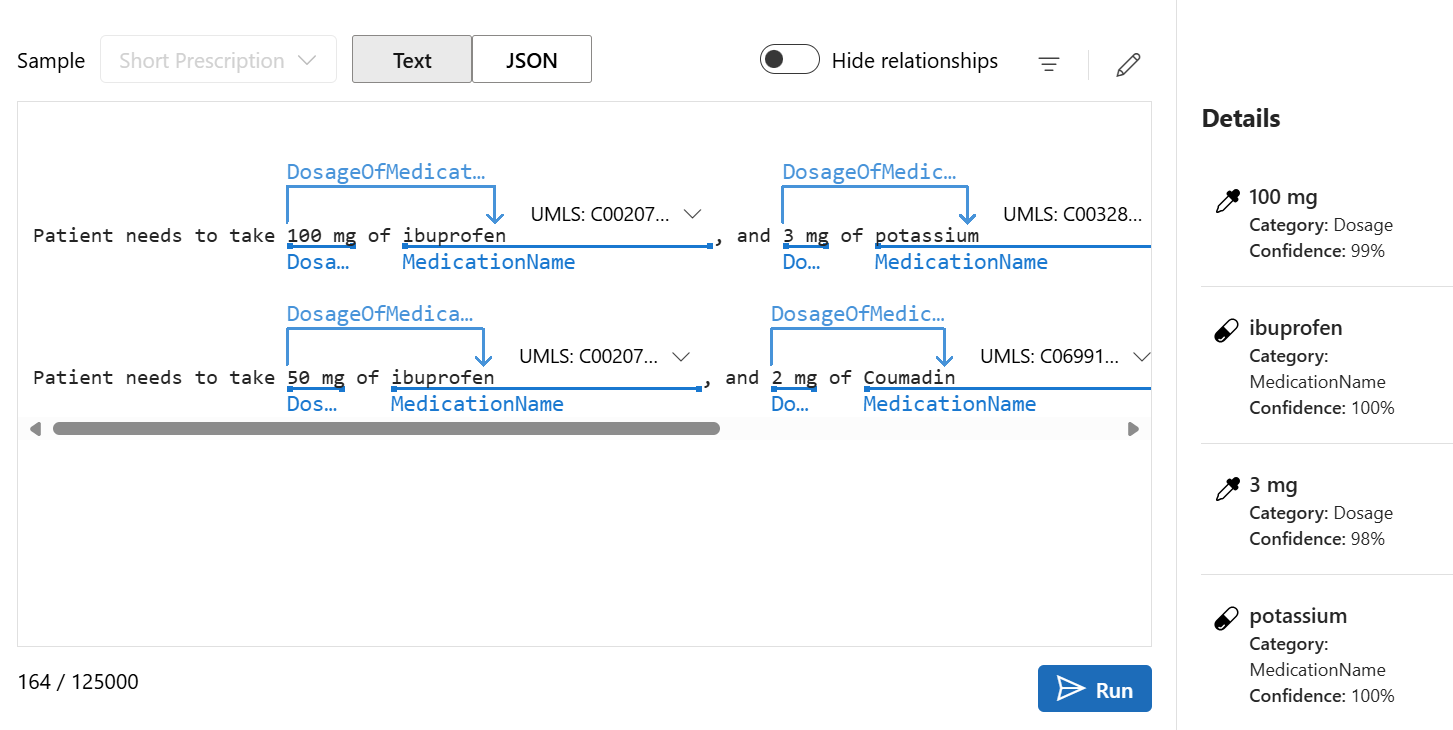 Sample Short Prescription Text JSON Hide relationships
DosageOfMedicat… DosageOfMedic…
UMLS: C00207… UMLS: C00328…
Patient needs to take 100 mg of ibuprofen , and 3 mg of potassium
Dosa… MedicationName Do… MedicationName
DosageOfMedica… DosageOfMedic…
UMLS: C00207… UMLS: C06991…
Patient needs to take 50 mg of ibuprofen , and 2 mg of Coumadin
Dos… MedicationName Do… MedicationName
164 / 125000
Run
Details
100 mg
Category: Dosage
Confidence: 99%
ibuprofen
Category:
MedicationName
Confidence: 100%
3 mg
Category: Dosage
Confidence: 98%
potassium
Category:
MedicationName
Confidence: 100%